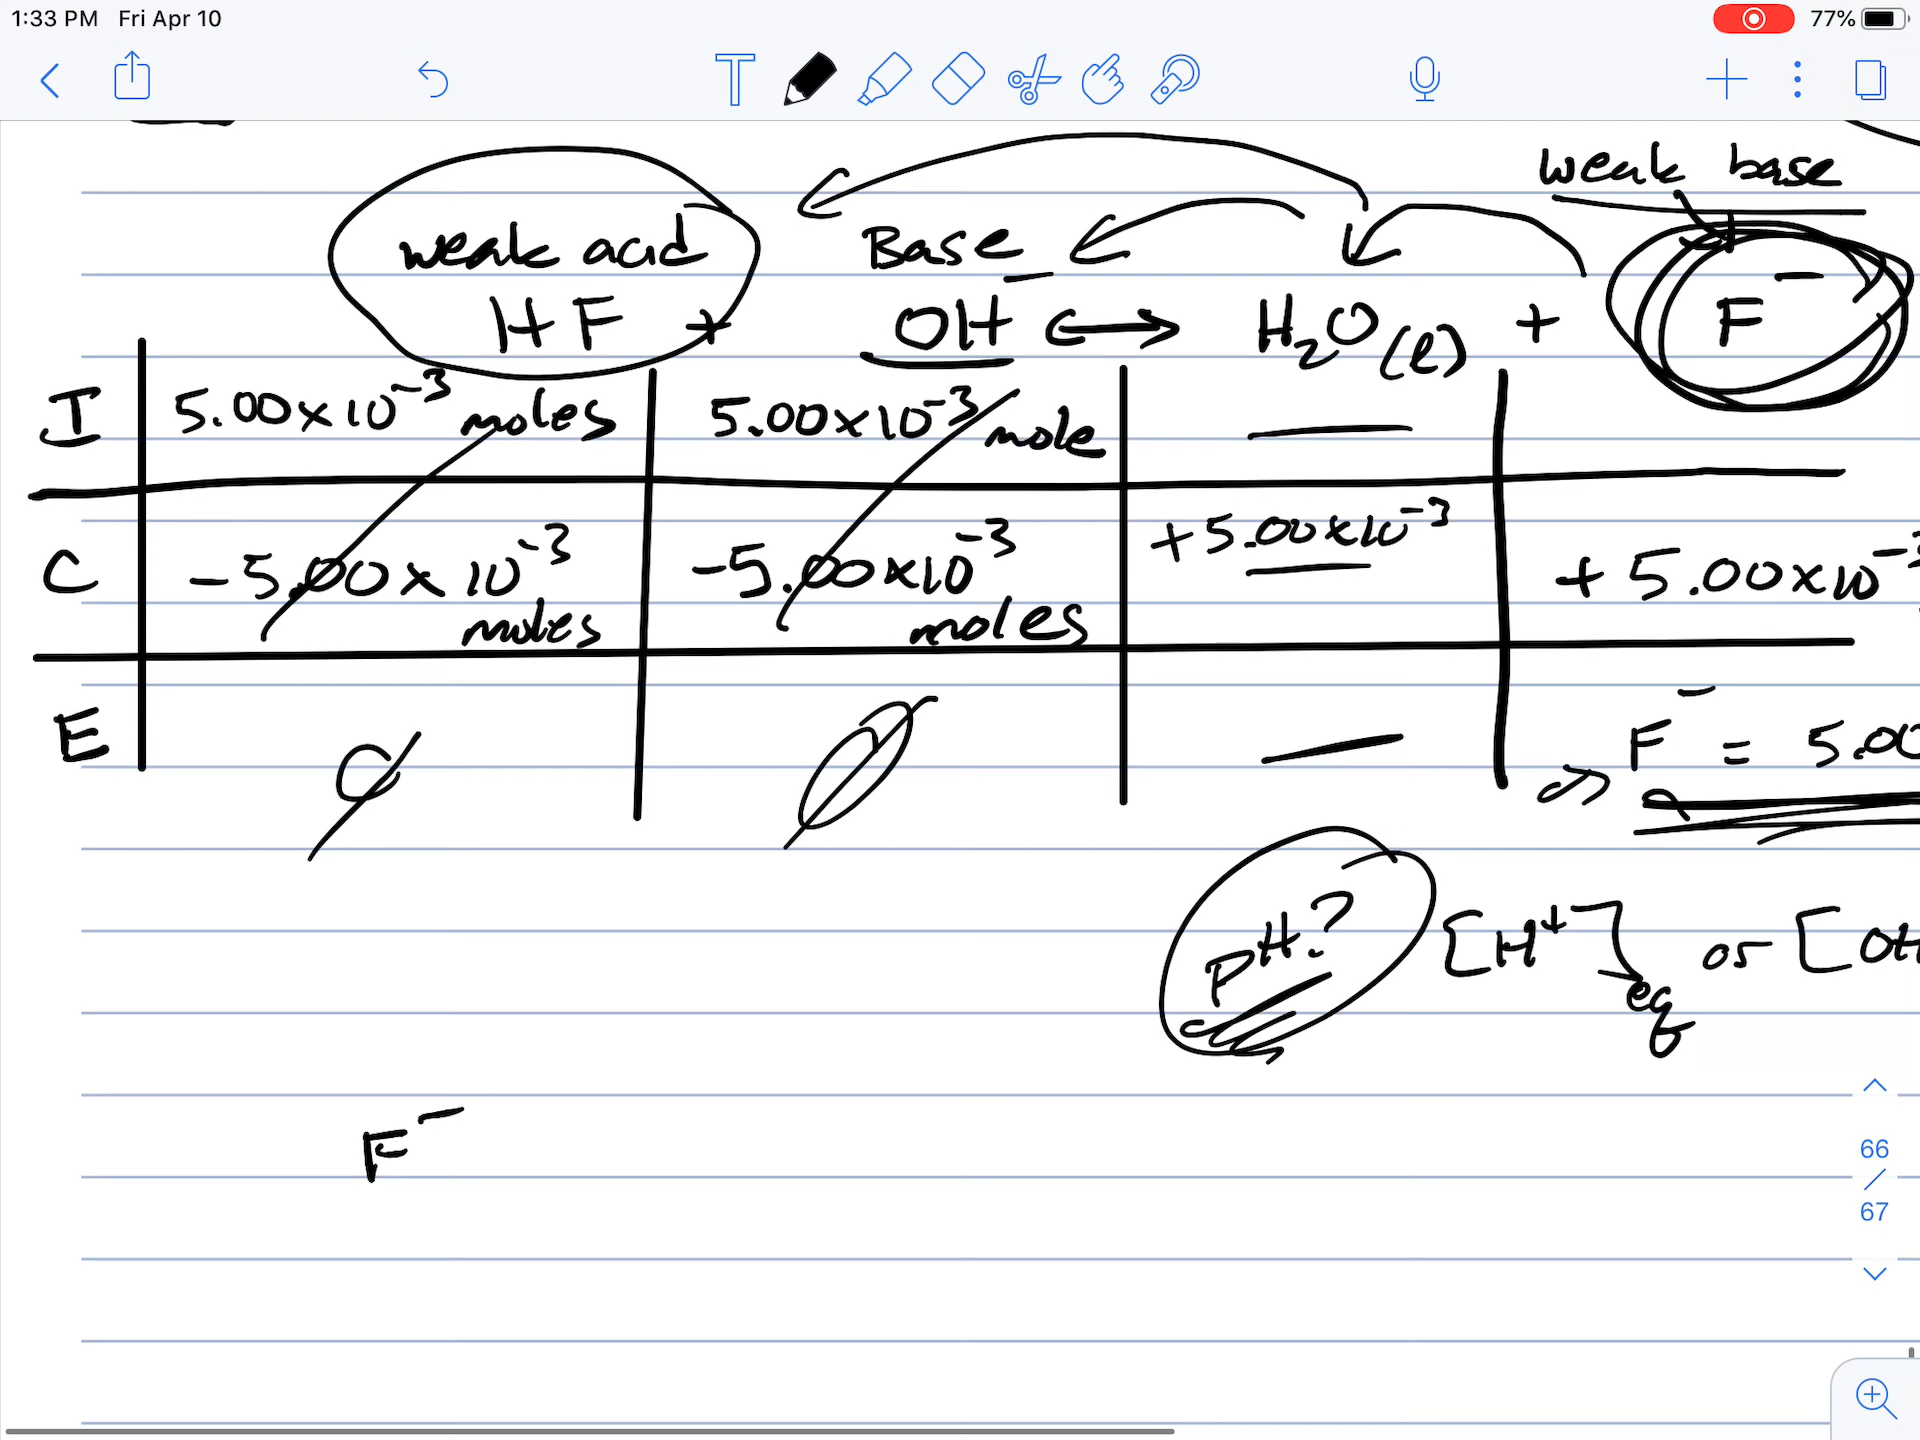 1:33 PM Fri Apr 10 77%
weak base
weak acid Base
HF + OH⁻ ⟷ H₂O(l) + F⁻
I 5.00x10⁻³ moles 5.00x10⁻³ mole —
C -5.00x10⁻³ moles -5.00x10⁻³ moles +5.00x10⁻³ +5.00x10⁻³
E ∅ ∅ — F⁻ = 5.00
pH? [H⁺]eq or [OH
F⁻
66
/
67